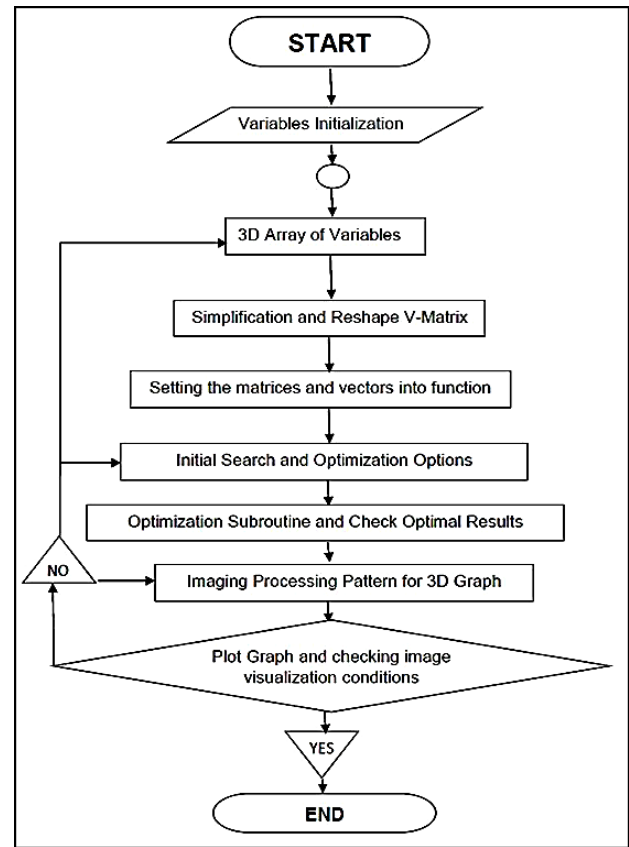 START
Variables Initialization
3D Array of Variables
Simplification and Reshape V-Matrix
Setting the matrices and vectors into function
Initial Search and Optimization Options
Optimization Subroutine and Check Optimal Results
NO
Imaging Processing Pattern for 3D Graph
Plot Graph and checking image
visualization conditions
YES
END